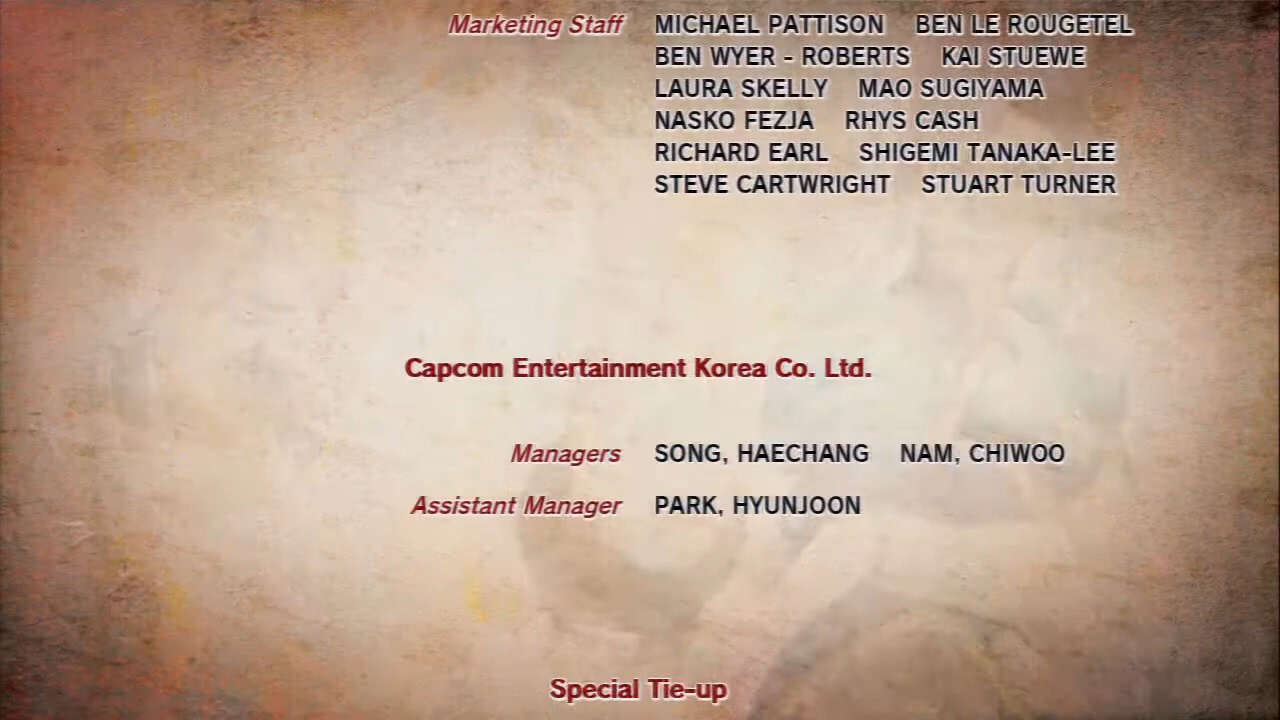 Marketing Staff MICHAEL PATTISON BEN LE ROUGETEL
BEN WYER - ROBERTS KAI STUEWE
LAURA SKELLY MAO SUGIYAMA
NASKO FEZJA RHYS CASH
RICHARD EARL SHIGEMI TANAKA-LEE
STEVE CARTWRIGHT STUART TURNER
Capcom Entertainment Korea Co. Ltd.
Managers SONG, HAECHANG NAM, CHIWOO
Assistant Manager PARK, HYUNJOON
Special Tie-up